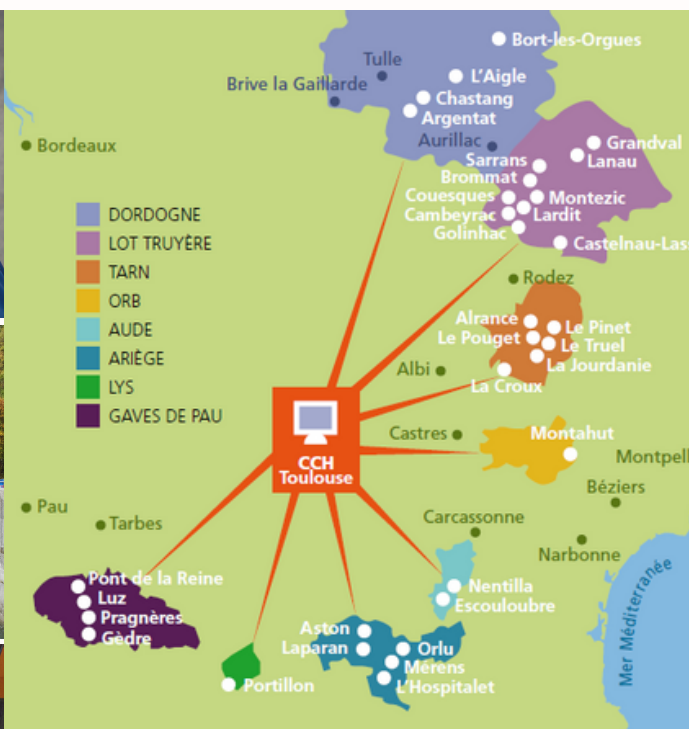 Bort-les-Orgues
Tulle
L'Aigle
Brive la Gaillarde
Chastang
Argentat
Bordeaux
Aurillac
Grandval
Sarrans
Lanau
Brommat
Couesques
Montezic
Cambeyrac
Lardit
Golinhac
Castelnau-Lass
DORDOGNE
LOT TRUYÈRE
TARN
ORB
AUDE
ARIÈGE
LYS
GAVES DE PAU
Rodez
Alrance
Le Pinet
Le Pouget
Le Truel
La Jourdanie
Albi
La Croux
Castres
Montahut
CCH
Toulouse
Montpell
Béziers
Pau
Tarbes
Carcassonne
Narbonne
Mer Méditerranée
Pont de la Reine
Luz
Pragnères
Gèdre
Nentilla
Escouloubre
Aston
Laparan
Orlu
Mérens
L'Hospitalet
Portillon